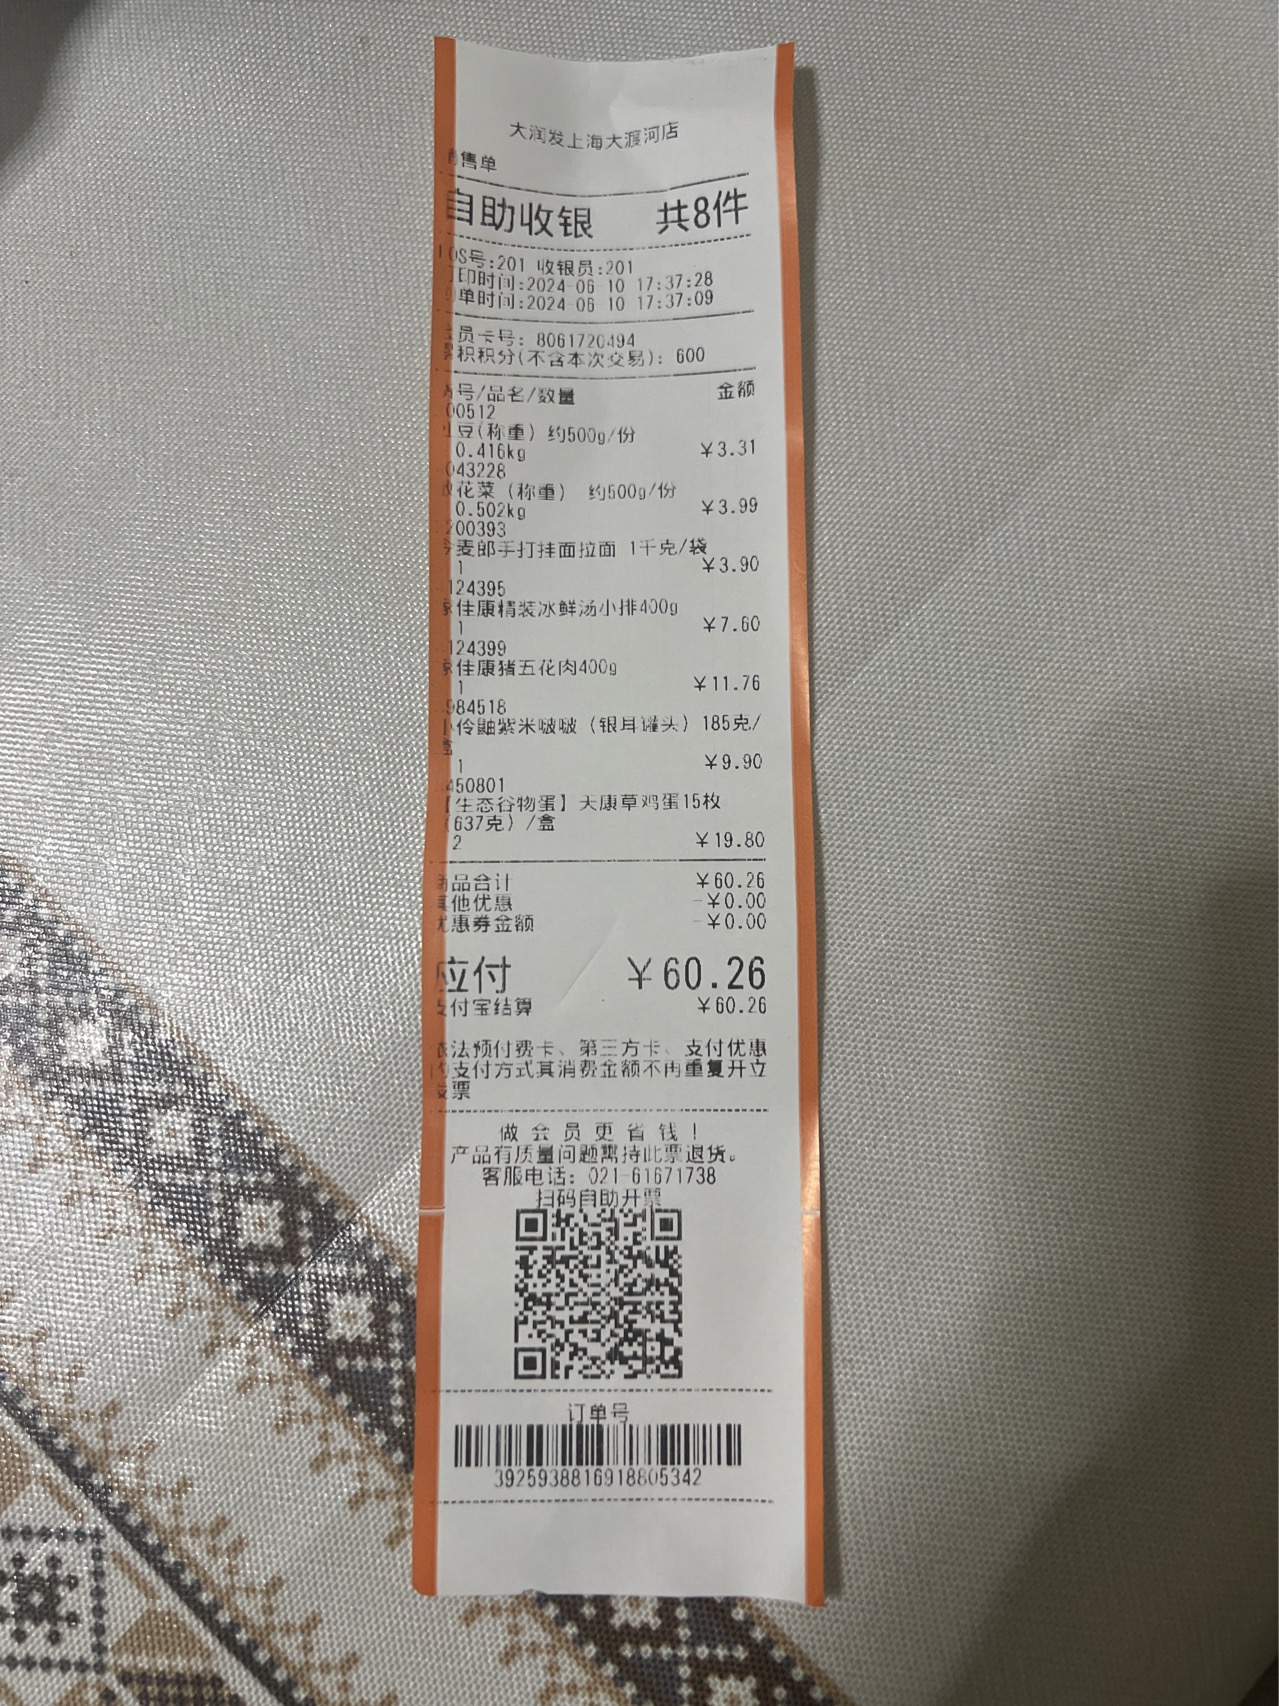 大润发上海大渡河店
售单
自助收银 共8件
OS号:201 收银员:201
印时间:2024-06-10 17:37:28
单时间:2024-06-10 17:37:09
员卡号: 8061720494
积积分(不含本次交易): 600
号/品名/数量 金额
00512
豆(称重) 约500g/份
0.416kg ¥3.31
043228
花菜 (称重) 约500g/份
0.502kg ¥3.99
200393
今麦郎手打挂面拉面 1千克/袋
1 ¥3.90
124395
家佳康精装冰鲜汤小排400g
1 ¥7.60
124399
家佳康猪五花肉400g
1 ¥11.76
984518
小伶鼬紫米啵啵 (银耳罐头) 185克/
盒
1 ¥9.90
450801
【生态谷物蛋】天康草鸡蛋15枚
(637克) /盒
2 ¥19.80
商品合计 ¥60.26
其他优惠 -¥0.00
优惠券金额 -¥0.00
应付 ¥60.26
支付宝结算 ¥60.26
依法预付费卡、第三方卡、支付优惠
的支付方式其消费金额不再重复开立
发票
做会员更省钱!
产品有质量问题需持此票退货。
客服电话: 021-61671738
扫码自助开票
订单号
3925938816918805342